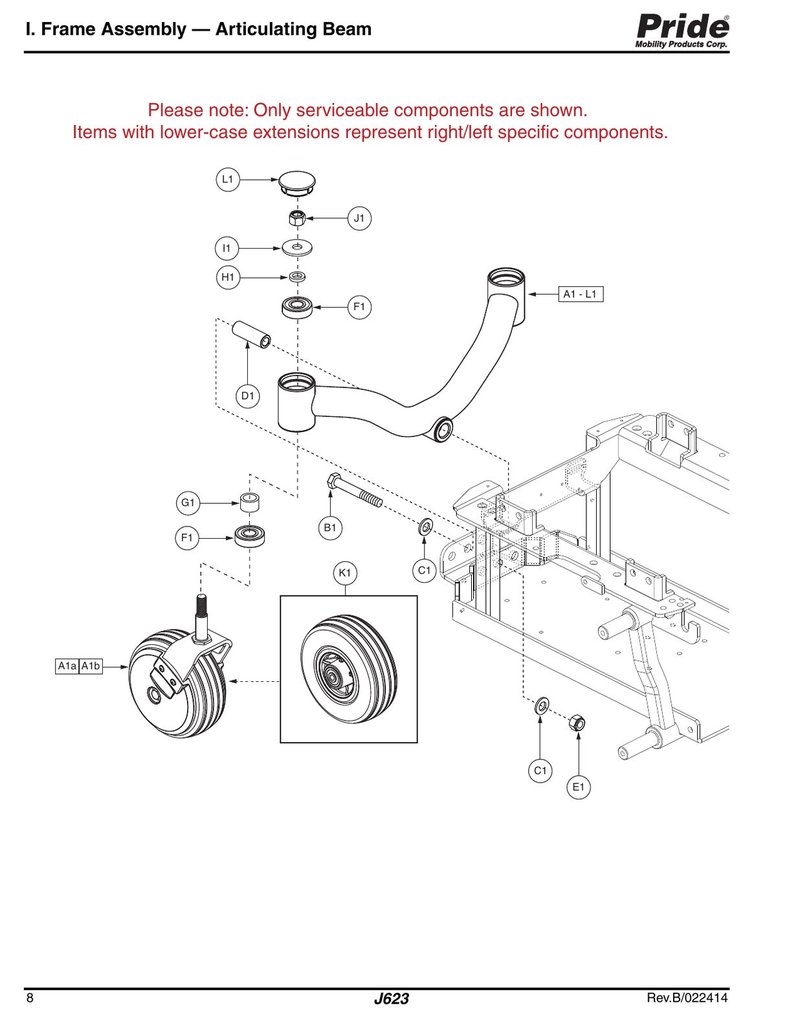 I. Frame Assembly — Articulating Beam
Pride®
Mobility Products Corp.
Please note: Only serviceable components are shown.
Items with lower-case extensions represent right/left specific components.
L1
J1
I1
H1
F1
A1 - L1
D1
G1
B1
F1
C1
K1
A1a A1b
C1
E1
8
J623
Rev.B/022414